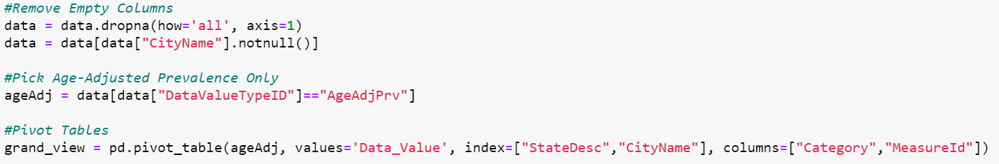 #Remove Empty Columns
data = data.dropna(how='all', axis=1)
data = data[data["CityName"].notnull()]
#Pick Age-Adjusted Prevalence Only
ageAdj = data[data["DataValueTypeID"]=="AgeAdjPrv"]
#Pivot Tables
grand_view = pd.pivot_table(ageAdj, values='Data_Value', index=["StateDesc","CityName"], columns=["Category","MeasureId"])